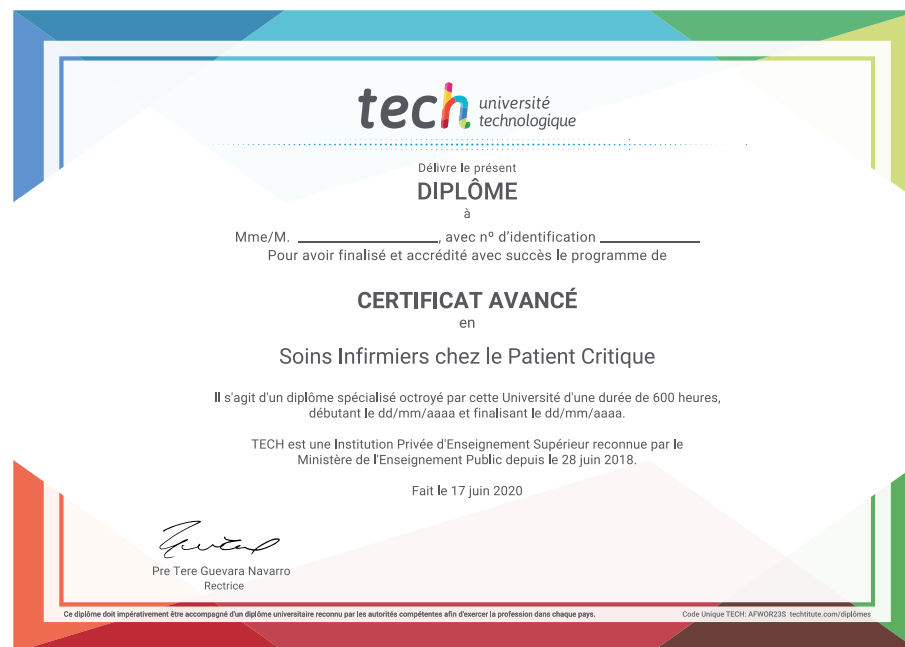 tech université
technologique
Délivre le présent
DIPLÔME
à
Mme/M. ____________________, avec nº d'identification ______________
Pour avoir finalisé et accrédité avec succès le programme de
CERTIFICAT AVANCÉ
en
Soins Infirmiers chez le Patient Critique
Il s'agit d'un diplôme spécialisé octroyé par cette Université d'une durée de 600 heures,
débutant le dd/mm/aaaa et finalisant le dd/mm/aaaa.
TECH est une Institution Privée d'Enseignement Supérieur reconnue par le
Ministère de l'Enseignement Public depuis le 28 juin 2018.
Fait le 17 juin 2020
Pre Tere Guevara Navarro
Rectrice
Ce diplôme doit impérativement être accompagné d'un diplôme universitaire reconnu par les autorités compétentes afin d'exercer la profession dans chaque pays.
Code Unique TECH: AFWOR23S techtitute.com/diplômes